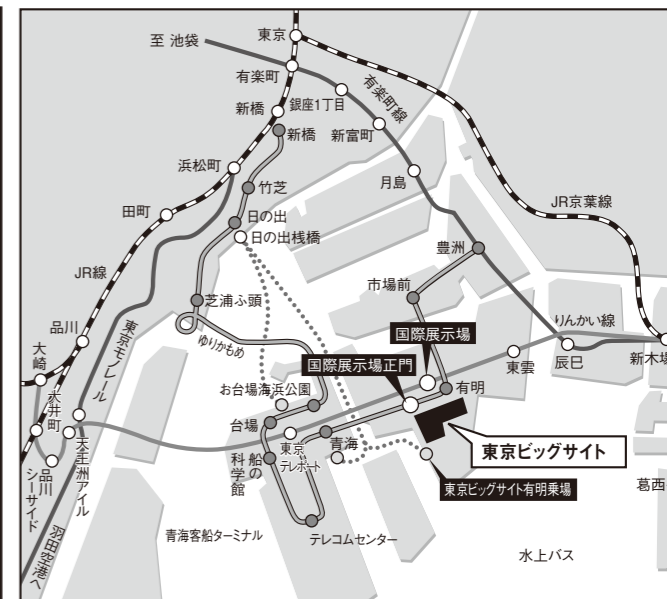 東京
至 池袋
有楽町
有楽町線
新橋
銀座1丁目
新橋
新富町
浜松町
月島
竹芝
JR京葉線
田町
日の出
日の出桟橋
豊洲
JR線
市場前
芝浦ふ頭
りんかい線
東京モノレール
ゆりかもめ
国際展示場
品川
国際展示場正門
大崎
東雲
辰巳
新木場
お台場海浜公園
有明
大井町
台場
天王洲アイル
東京
テレポート
青海
東京ビッグサイト
船の
科学館
品川
シーサイド
東京ビッグサイト有明乗場
葛西
羽田空港へ
青海客船ターミナル
テレコムセンター
水上バス